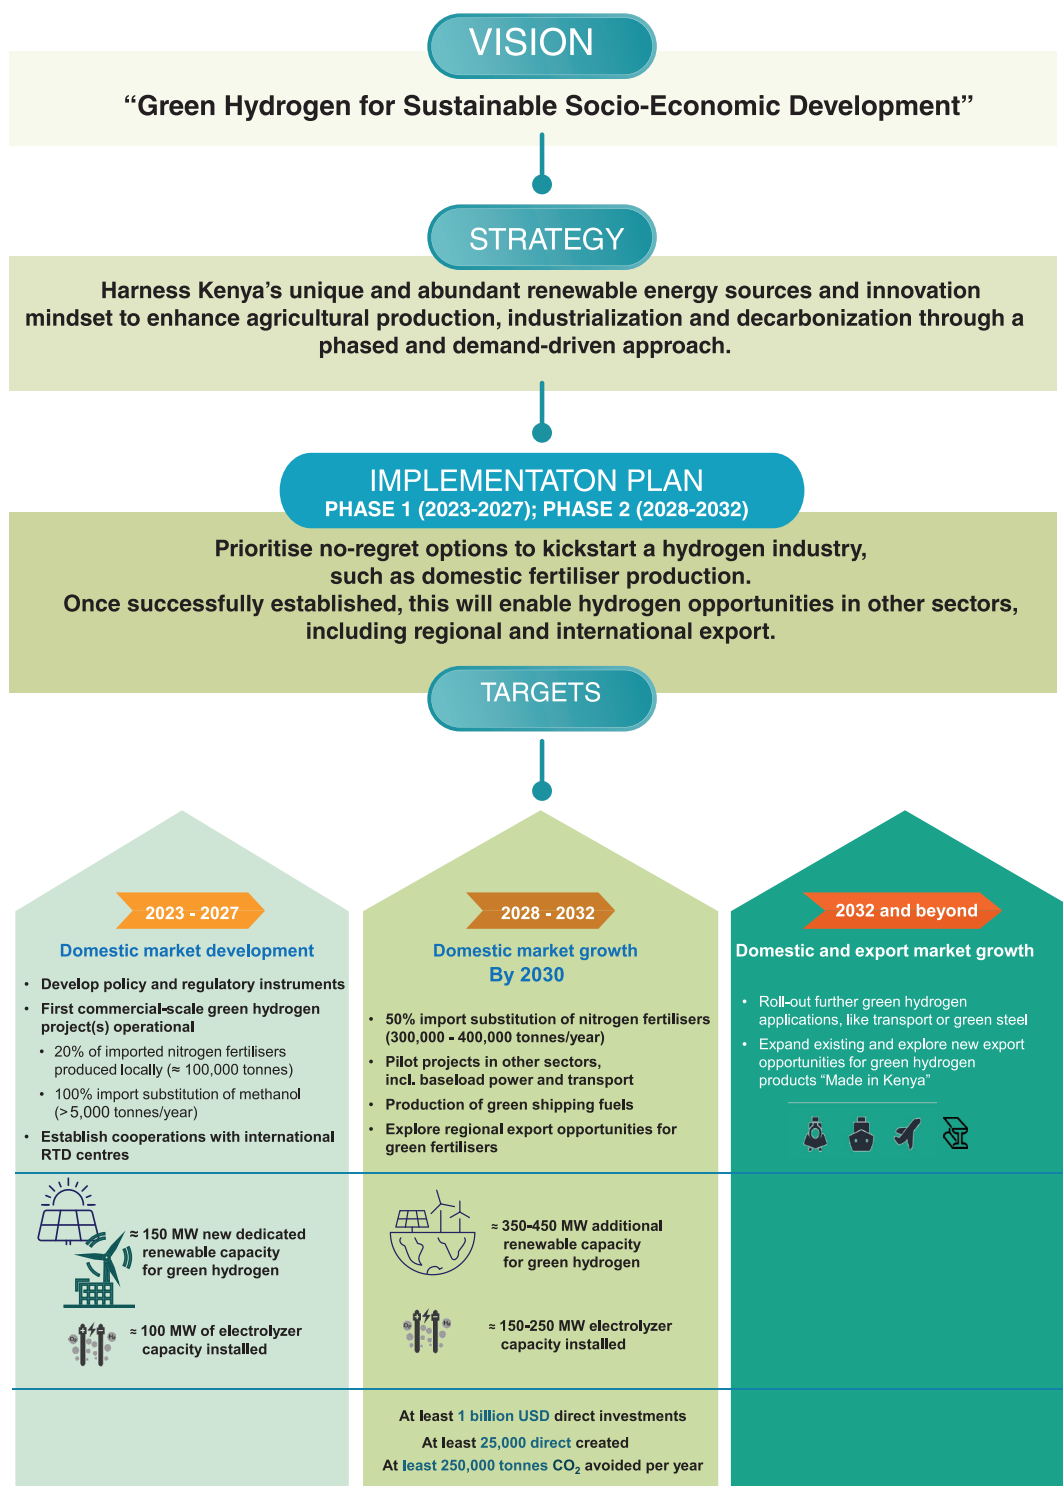 VISION
“Green Hydrogen for Sustainable Socio-Economic Development”
STRATEGY
Harness Kenya’s unique and abundant renewable energy sources and innovation
mindset to enhance agricultural production, industrialization and decarbonization through a
phased and demand-driven approach.
IMPLEMENTATON PLAN
PHASE 1 (2023-2027); PHASE 2 (2028-2032)
Prioritise no-regret options to kickstart a hydrogen industry,
such as domestic fertiliser production.
Once successfully established, this will enable hydrogen opportunities in other sectors,
including regional and international export.
TARGETS
2023 - 2027
Domestic market development
• Develop policy and regulatory instruments
• First commercial-scale green hydrogen
project(s) operational
• 20% of imported nitrogen fertilisers
produced locally (≈ 100,000 tonnes)
• 100% import substitution of methanol
(>5,000 tonnes/year)
• Establish cooperations with international
RTD centres
≈ 150 MW new dedicated
renewable capacity
for green hydrogen
≈ 100 MW of electrolyzer
capacity installed
2028 - 2032
Domestic market growth
By 2030
• 50% import substitution of nitrogen fertilisers
(300,000 - 400,000 tonnes/year)
• Pilot projects in other sectors,
incl. baseload power and transport
• Production of green shipping fuels
• Explore regional export opportunities for
green fertilisers
≈ 350-450 MW additional
renewable capacity
for green hydrogen
≈ 150-250 MW electrolyzer
capacity installed
At least 1 billion USD direct investments
At least 25,000 direct created
At least 250,000 tonnes CO₂ avoided per year
2032 and beyond
Domestic and export market growth
• Roll-out further green hydrogen
applications, like transport or green steel
• Expand existing and explore new export
opportunities for green hydrogen
products “Made in Kenya”